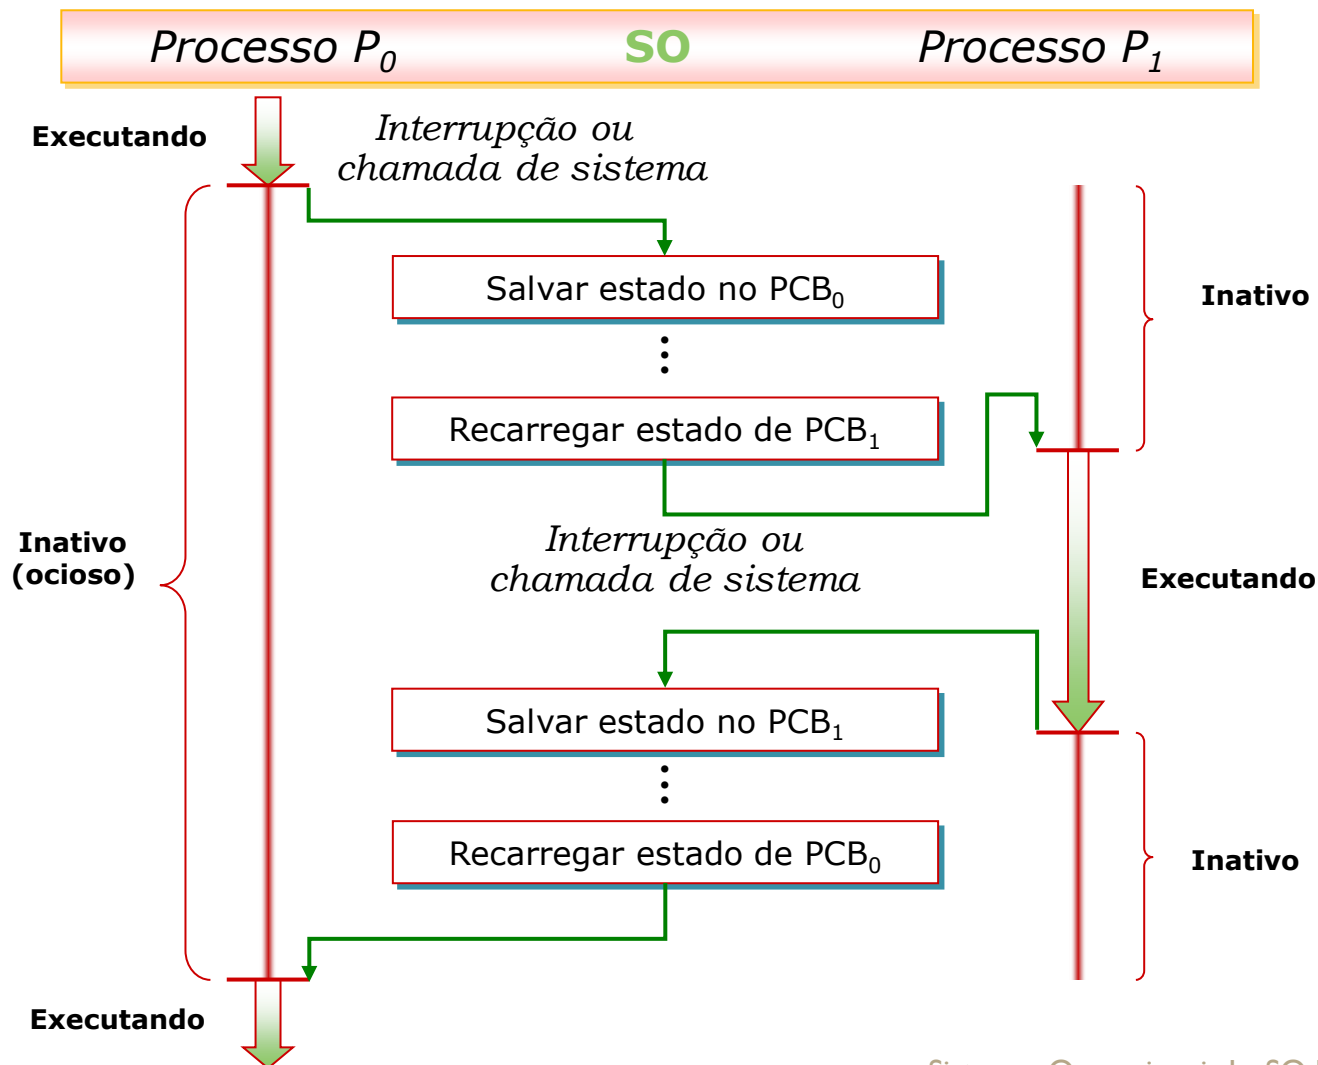 Processo P0 SO Processo P1
Executando
Interrupção ou
chamada de sistema
Salvar estado no PCB0
Inativo
Recarregar estado de PCB1
Inativo
(ocioso)
Interrupção ou
chamada de sistema
Executando
Salvar estado no PCB1
Recarregar estado de PCB0
Inativo
Executando